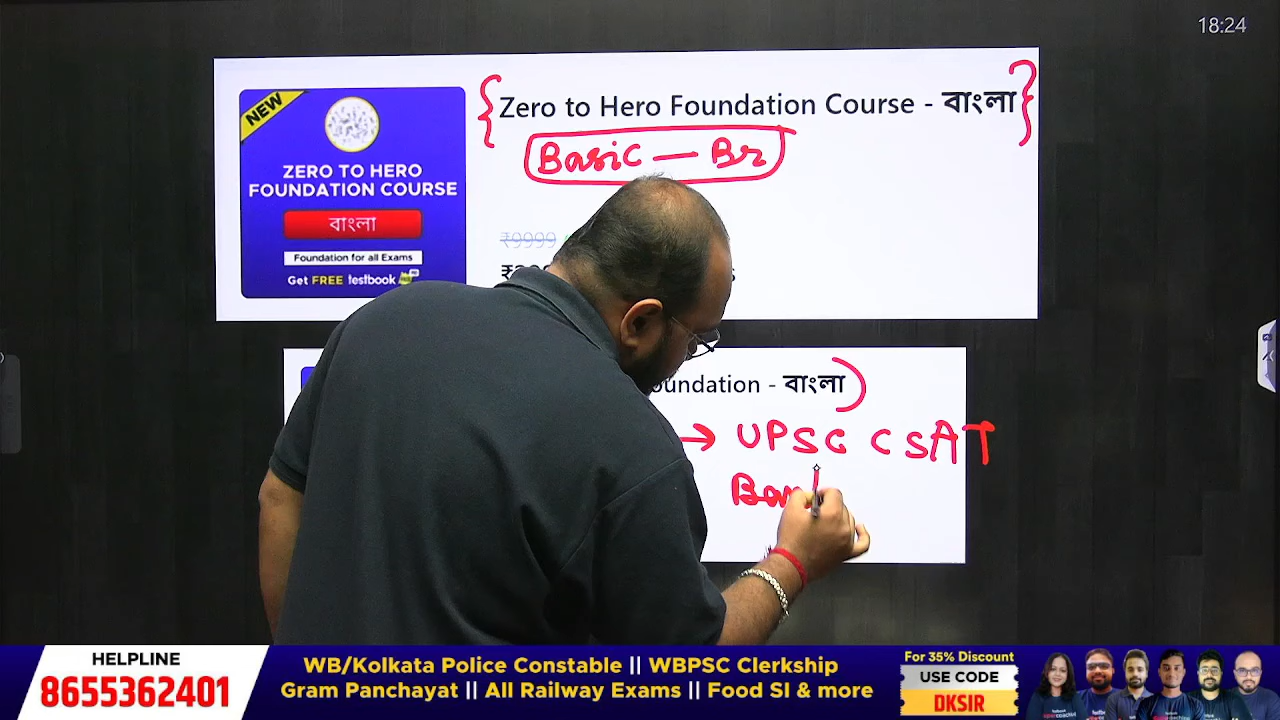 18:24
NEW
ZERO TO HERO
FOUNDATION COURSE
বাংলা
Foundation for all Exams
Get FREE testbook
Zero to Hero Foundation Course - বাংলা
Basic - Br
₹9999
oundation - বাংলা
→ UPSC CSAT
HELPLINE
8655362401
WB/Kolkata Police Constable || WBPSC Clerkship
Gram Panchayat || All Railway Exams || Food SI & more
For 35% Discount
USE CODE
DKSIR